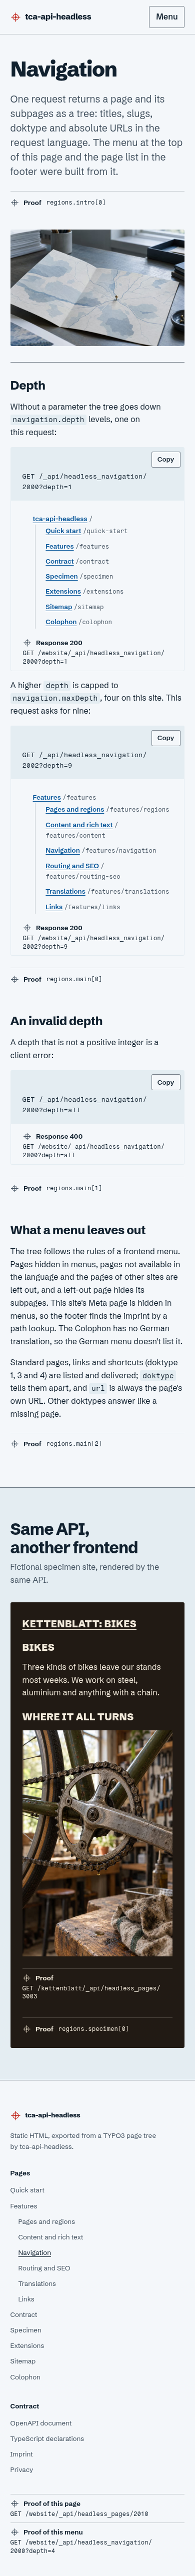 tca-api-headless
Menu
Navigation
One request returns a page and its
subpages as a tree: titles, slugs,
doktype and absolute URLs in the
request language. The menu at the top
of this page and the page list in the
footer were built from it.
Proof regions.intro[0]
Depth
Without a parameter the tree goes down
navigation.depth levels, one on
this request:
Copy
GET /_api/headless_navigation/
2000?depth=1
tca-api-headless /
Quick start /quick-start
Features /features
Contract /contract
Specimen /specimen
Extensions /extensions
Sitemap /sitemap
Colophon /colophon
Response 200
GET /website/_api/headless_navigation/
2000?depth=1
A higher depth is capped to
navigation.maxDepth, four on this site. This
request asks for nine:
Copy
GET /_api/headless_navigation/
2002?depth=9
Features /features
Pages and regions /features/regions
Content and rich text /
features/content
Navigation /features/navigation
Routing and SEO /
features/routing-seo
Translations /features/translations
Links /features/links
Response 200
GET /website/_api/headless_navigation/
2002?depth=9
Proof regions.main[0]
An invalid depth
A depth that is not a positive integer is a
client error:
Copy
GET /_api/headless_navigation/
2000?depth=all
Response 400
GET /website/_api/headless_navigation/
2000?depth=all
Proof regions.main[1]
What a menu leaves out
The tree follows the rules of a frontend menu.
Pages hidden in menus, pages not available in
the language and the pages of other sites are
left out, and a left-out page hides its
subpages. This site's Meta page is hidden in
menus, so the footer finds the Imprint by a
path lookup. The Colophon has no German
translation, so the German menu doesn't list it.
Standard pages, links and shortcuts (doktype
1, 3 and 4) are listed and delivered; doktype
tells them apart, and url is always the page's
own URL. Other doktypes answer like a
missing page.
Proof regions.main[2]
Same API,
another frontend
Fictional specimen site, rendered by the
same API.
KETTENBLATT: BIKES
BIKES
Three kinds of bikes leave our stands
most weeks. We work on steel,
aluminium and anything with a chain.
WHERE IT ALL TURNS
Proof
GET /kettenblatt/_api/headless_pages/
3003
Proof regions.specimen[0]
tca-api-headless
Static HTML, exported from a TYPO3 page tree
by tca-api-headless.
Pages
Quick start
Features
Pages and regions
Content and rich text
Navigation
Routing and SEO
Translations
Links
Contract
Specimen
Extensions
Sitemap
Colophon
Contract
OpenAPI document
TypeScript declarations
Imprint
Privacy
Proof of this page
GET /website/_api/headless_pages/2010
Proof of this menu
GET /website/_api/headless_navigation/
2000?depth=4